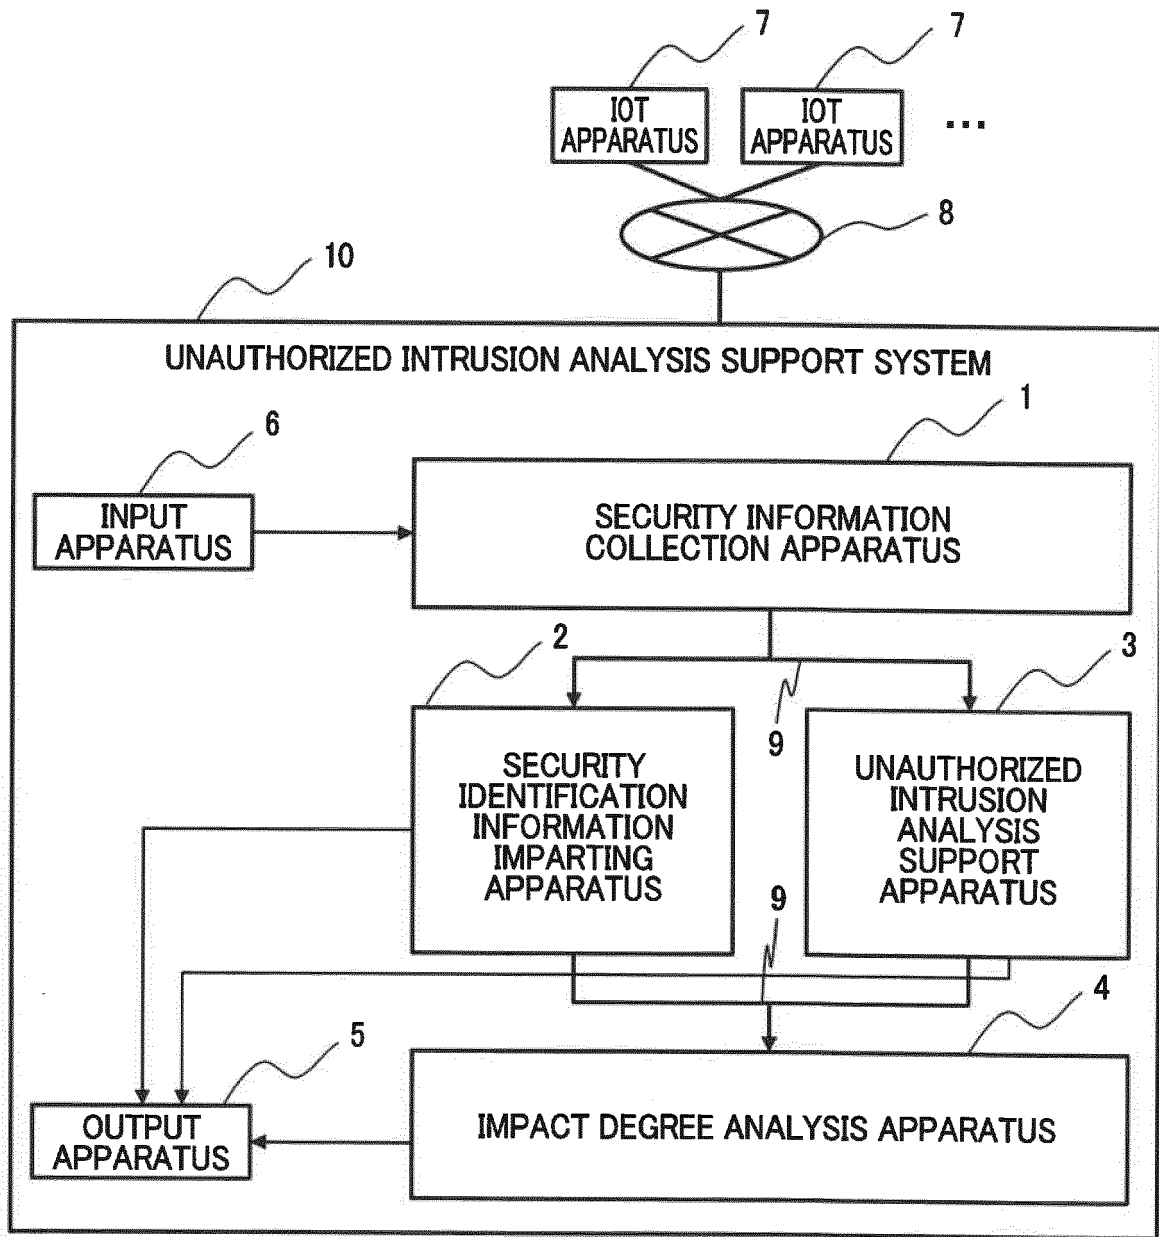 7
7
IOT
APPARATUS
IOT
APPARATUS
...
8
10
UNAUTHORIZED INTRUSION ANALYSIS SUPPORT SYSTEM
1
6
INPUT
APPARATUS
SECURITY INFORMATION
COLLECTION APPARATUS
2
3
9
SECURITY
IDENTIFICATION
INFORMATION
IMPARTING
APPARATUS
UNAUTHORIZED
INTRUSION
ANALYSIS
SUPPORT
APPARATUS
9
4
5
OUTPUT
APPARATUS
IMPACT DEGREE ANALYSIS APPARATUS